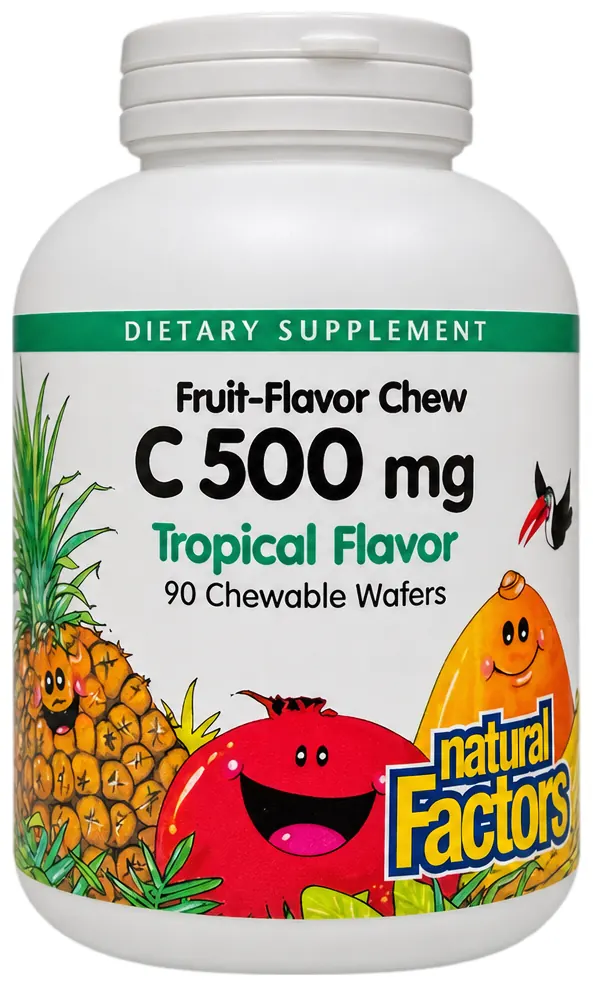 DIETARY SUPPLEMENT
Fruit-Flavor Chew
C 500 mg
Tropical Flavor
90 Chewable Wafers
natural
Factors